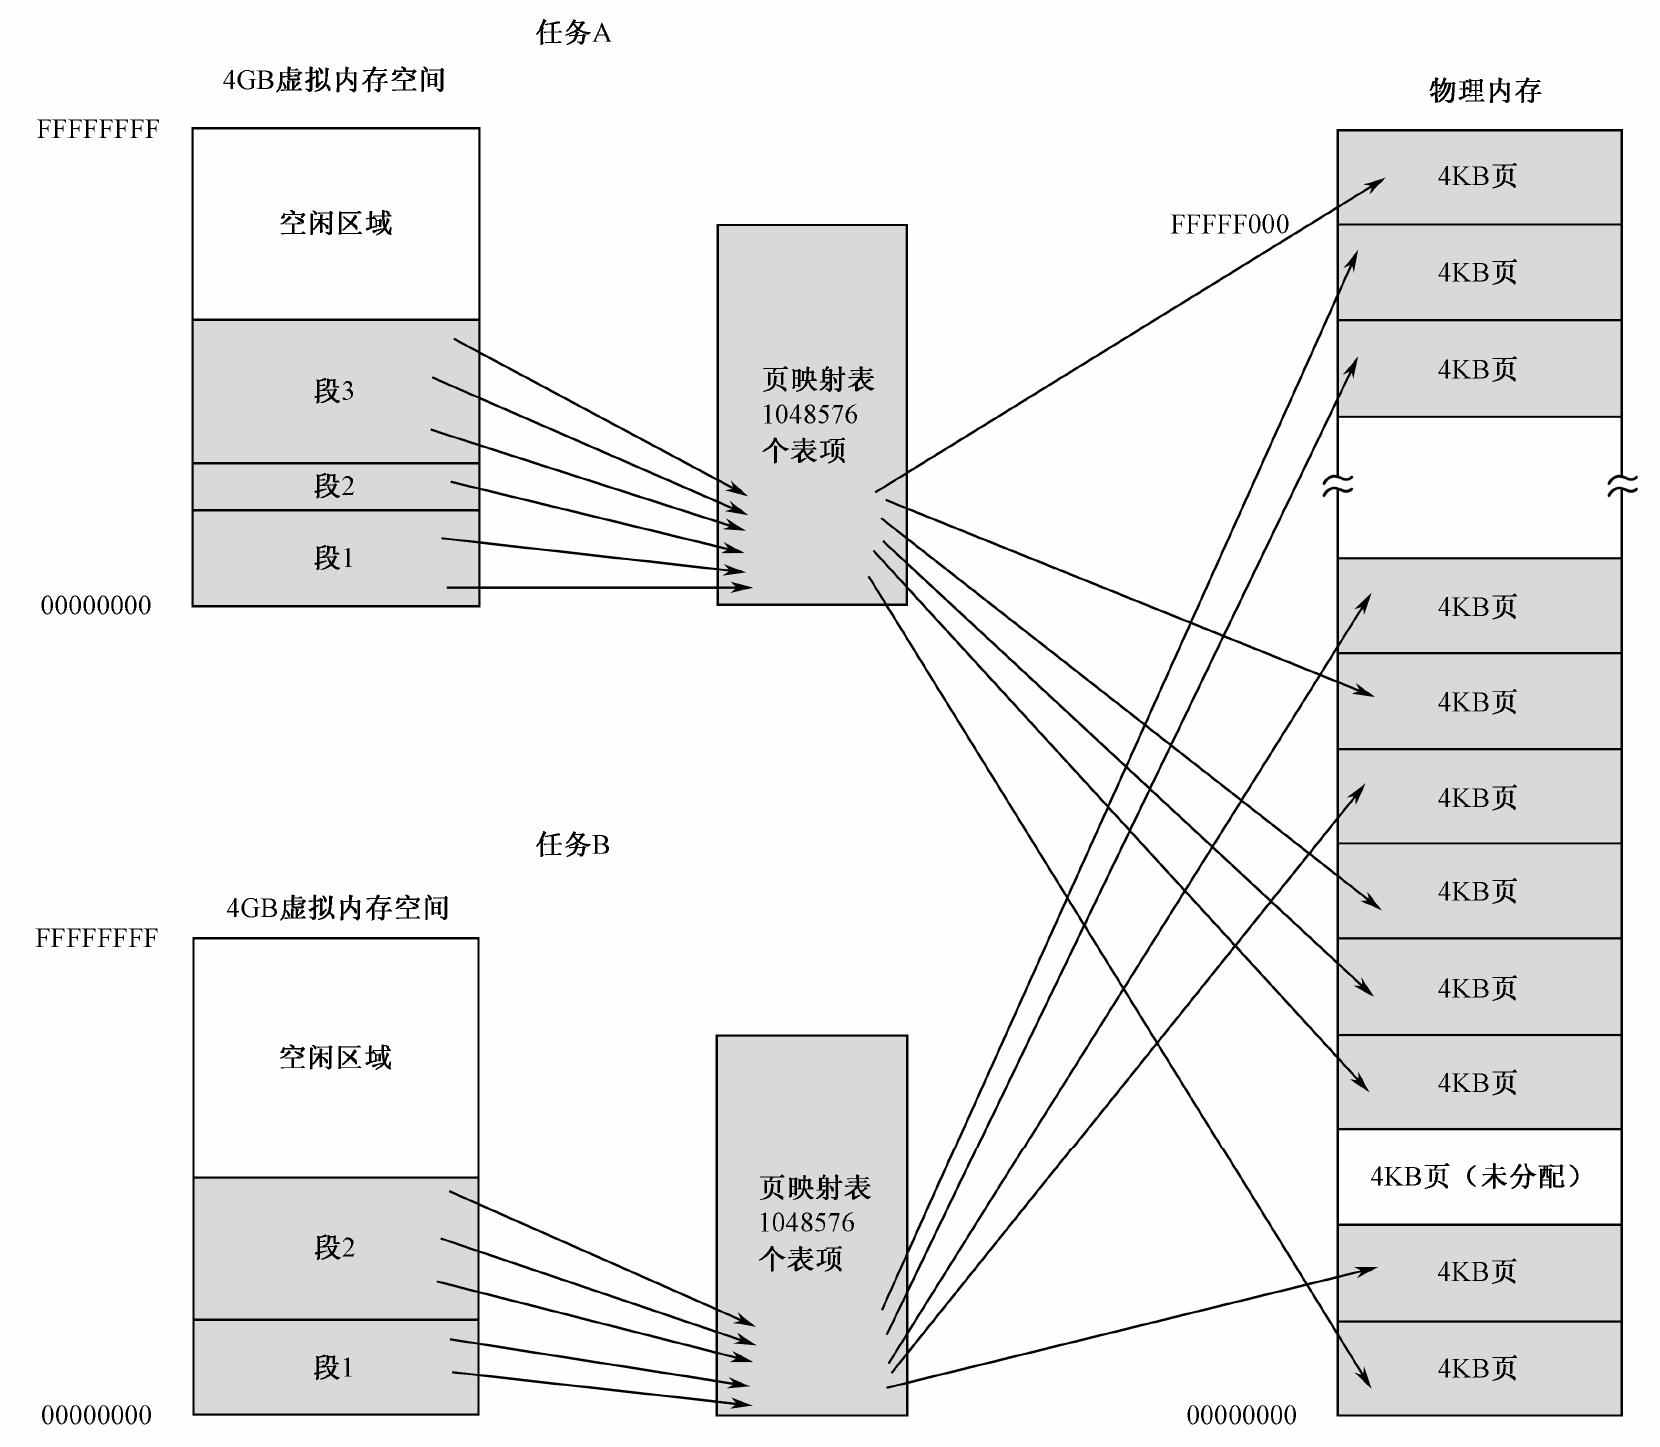 任务A
4GB虚拟内存空间
FFFFFFFF
空闲区域
段3
段2
段1
00000000
页映射表
1048576
个表项
物理内存
FFFFF000
4KB页
4KB页
4KB页
4KB页
4KB页
4KB页
4KB页
4KB页
4KB页
4KB页（未分配）
4KB页
4KB页
00000000
任务B
4GB虚拟内存空间
FFFFFFFF
空闲区域
段2
段1
00000000
页映射表
1048576
个表项